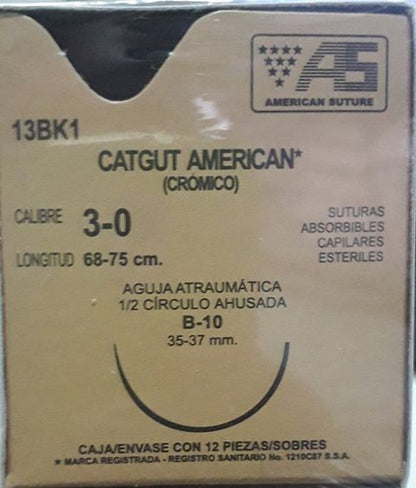 AS
AMERICAN SUTURE
13BK1
CATGUT AMERICAN*
(CRÓMICO)
CALIBRE 3-0
LONGITUD 68-75 cm.
SUTURAS
ABSORBIBLES
CAPILARES
ESTERILES
AGUJA ATRAUMÁTICA
1/2 CÍRCULO AHUSADA
B-10
35-37 mm.
CAJA/ENVASE CON 12 PIEZAS/SOBRES
* MARCA REGISTRADA - REGISTRO SANITARIO No. 1210C87 S.S.A.